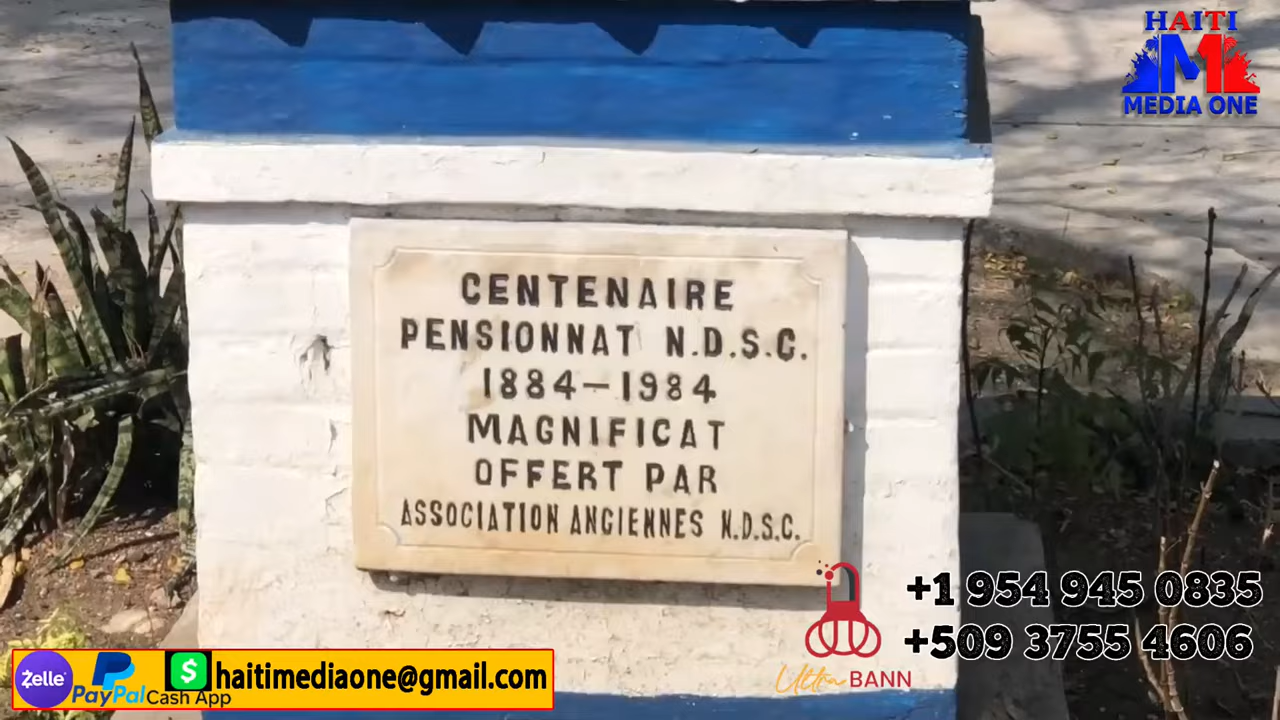 HAITI
M
MEDIA ONE
CENTENAIRE
PENSIONNAT N.D.S.C.
1884–1984
MAGNIFICAT
OFFERT PAR
ASSOCIATION ANCIENNES N.D.S.C.
+1 954 945 0835
+509 3755 4606
Ultra BANN
Zelle PayPal $ Cash App haitimediaone@gmail.com